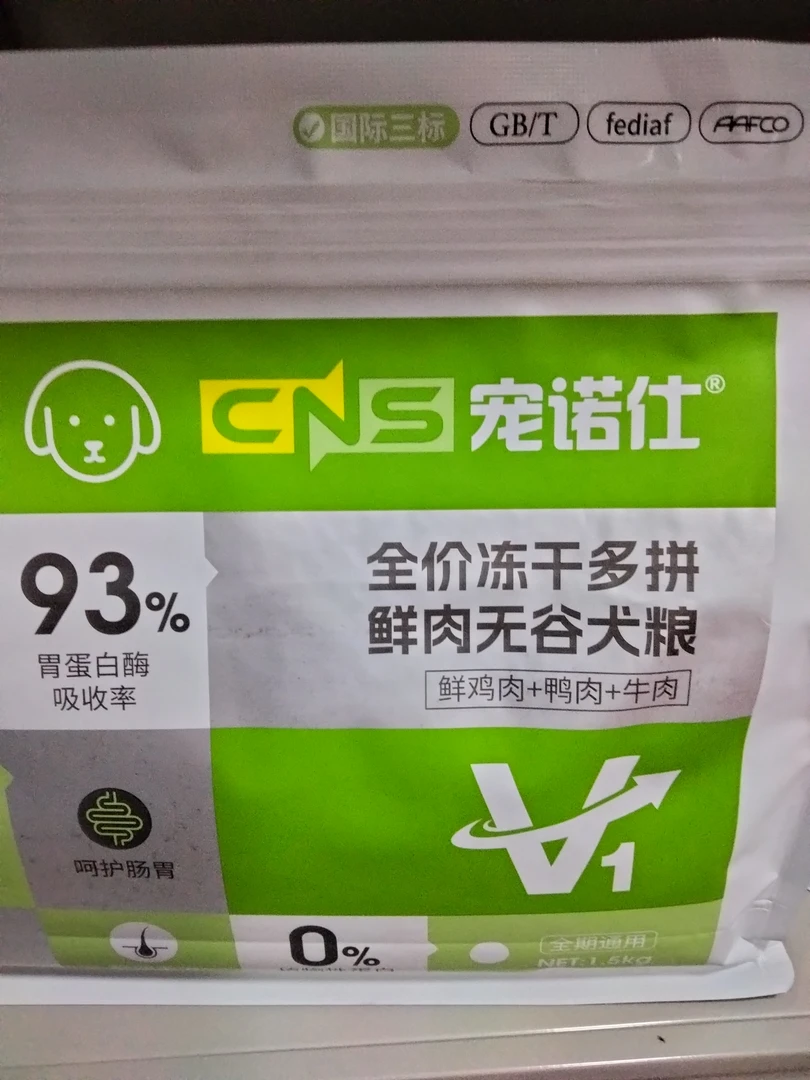 国际三标 GB/T fediaf AAFCO
CNS 宠诺仕®
93%
胃蛋白酶
吸收率
全价冻干多拼
鲜肉无谷犬粮
鲜鸡肉+鸭肉+牛肉
V1
呵护肠胃
0%
全期通用
NET:1.5kg